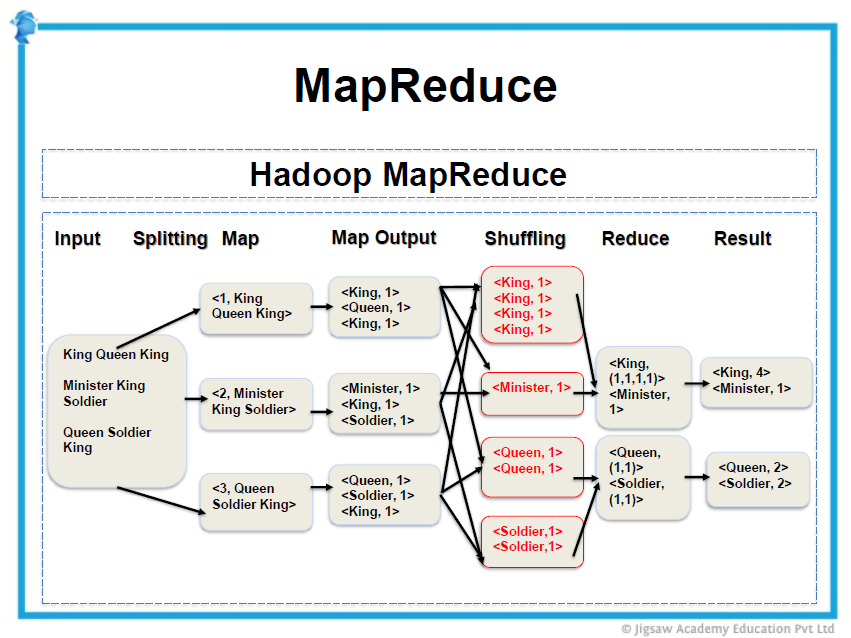 MapReduce
Hadoop MapReduce
Input Splitting Map Map Output Shuffling Reduce Result
King Queen King
Minister King
Soldier
Queen Soldier
King
<1, King
Queen King>
<2, Minister
King Soldier>
<3, Queen
Soldier King>
<King, 1>
<Queen, 1>
<King, 1>
<Minister, 1>
<King, 1>
<Soldier, 1>
<Queen, 1>
<Soldier, 1>
<King, 1>
<King, 1>
<King, 1>
<King, 1>
<King, 1>
<Minister, 1>
<Queen, 1>
<Queen, 1>
<Soldier,1>
<Soldier,1>
<King,
(1,1,1,1)>
<Minister,
1>
<Queen,
(1,1)>
<Soldier,
(1,1)>
<King, 4>
<Minister, 1>
<Queen, 2>
<Soldier, 2>
© Jigsaw Academy Education Pvt Ltd